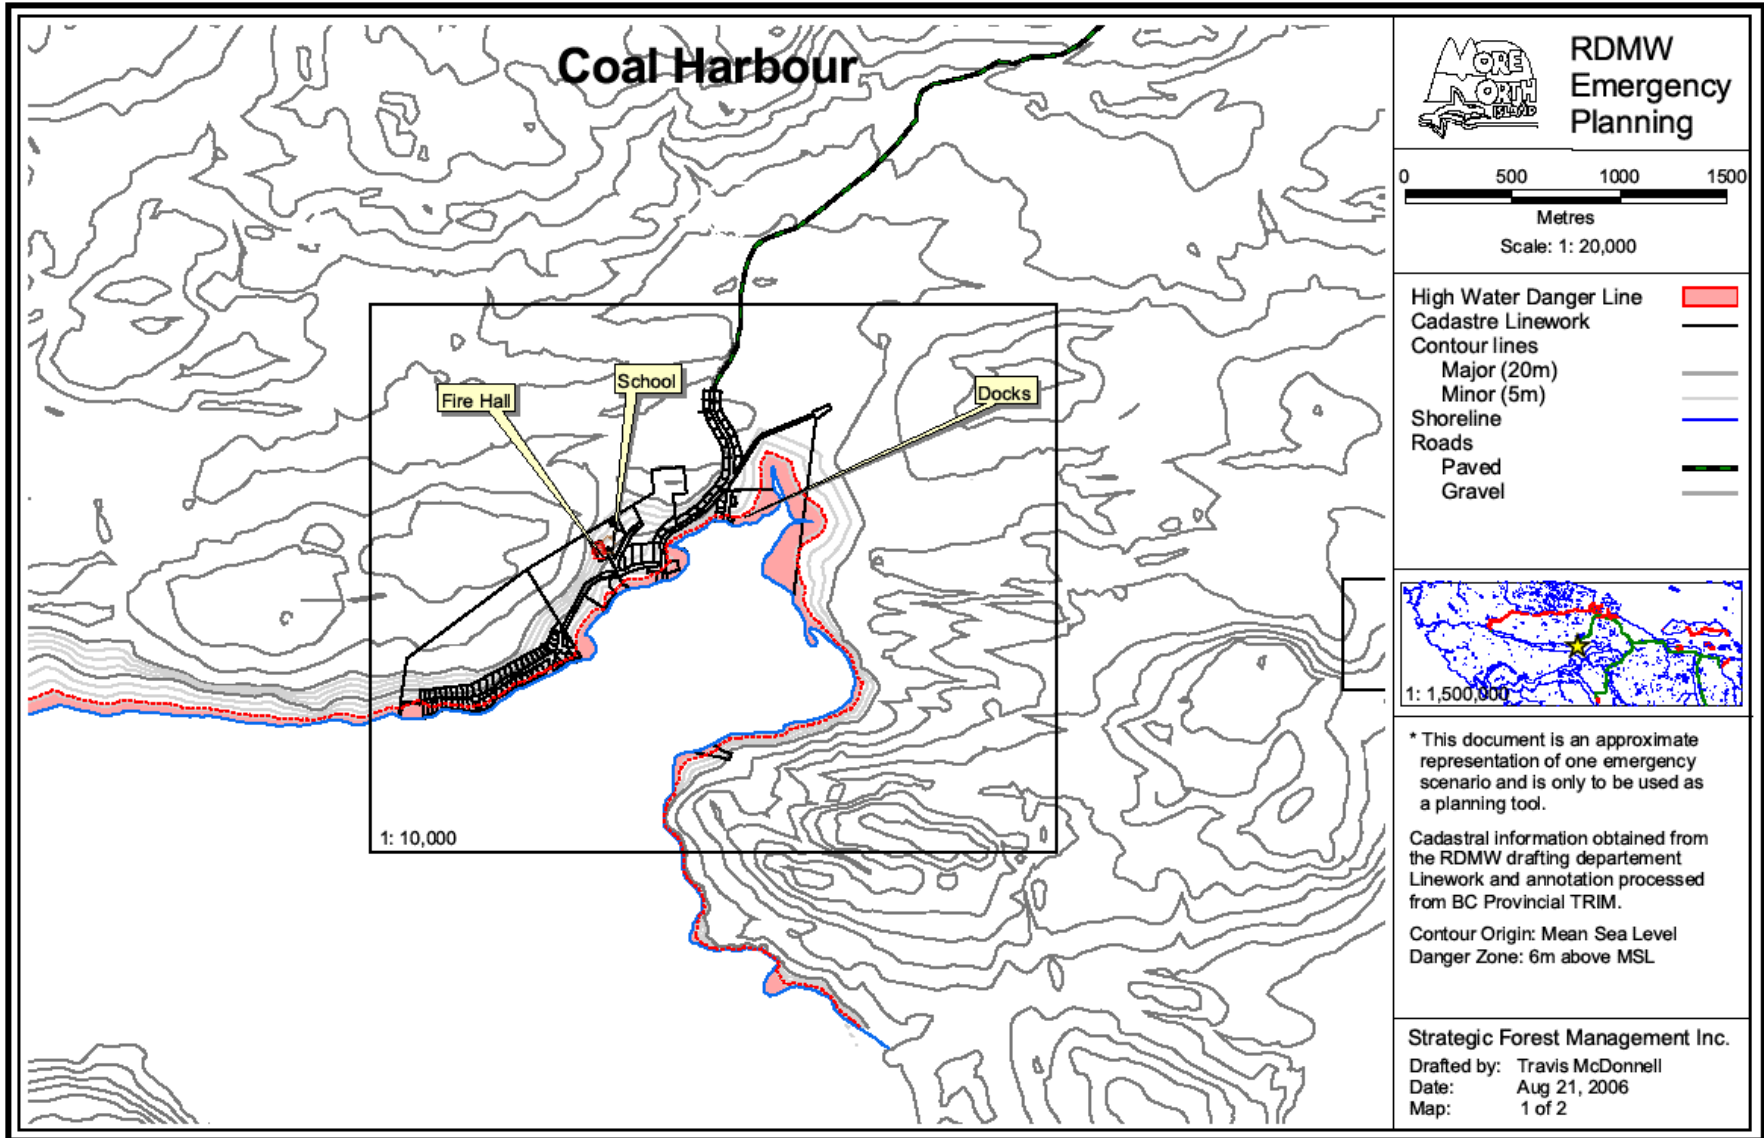 Coal Harbour
Fire Hall
School
Docks
1: 10,000
MORE
NORTH
ISLAND
RDMW
Emergency
Planning
0 500 1000 1500
Metres
Scale: 1: 20,000
High Water Danger Line
Cadastre Linework
Contour lines
Major (20m)
Minor (5m)
Shoreline
Roads
Paved
Gravel
1: 1,500,000
* This document is an approximate
representation of one emergency
scenario and is only to be used as
a planning tool.
Cadastral information obtained from
the RDMW drafting departement
Linework and annotation processed
from BC Provincial TRIM.
Contour Origin: Mean Sea Level
Danger Zone: 6m above MSL
Strategic Forest Management Inc.
Drafted by: Travis McDonnell
Date: Aug 21, 2006
Map: 1 of 2